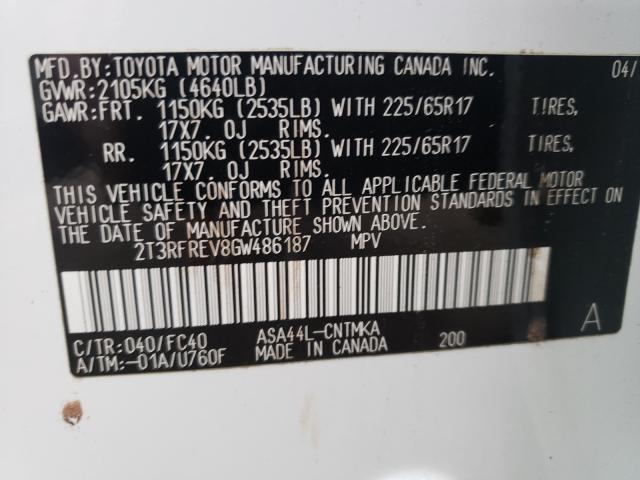 MFD.BY:TOYOTA MOTOR MANUFACTURING CANADA INC. 04/
GVWR:2105KG (4640LB)
GAWR:FRT. 1150KG (2535LB) WITH 225/65R17 TIRES,
17X7. 0J RIMS.
RR. 1150KG (2535LB) WITH 225/65R17 TIRES,
17X7. 0J RIMS.
THIS VEHICLE CONFORMS TO ALL APPLICABLE FEDERAL MOTOR
VEHICLE SAFETY AND THEFT PREVENTION STANDARDS IN EFFECT ON
THE DATE OF MANUFACTURE SHOWN ABOVE.
2T3RFREV8GW486187 MPV
A
C/TR:040/FC40 ASA44L-CNTMKA 200
A/TM:-01A/U760F MADE IN CANADA